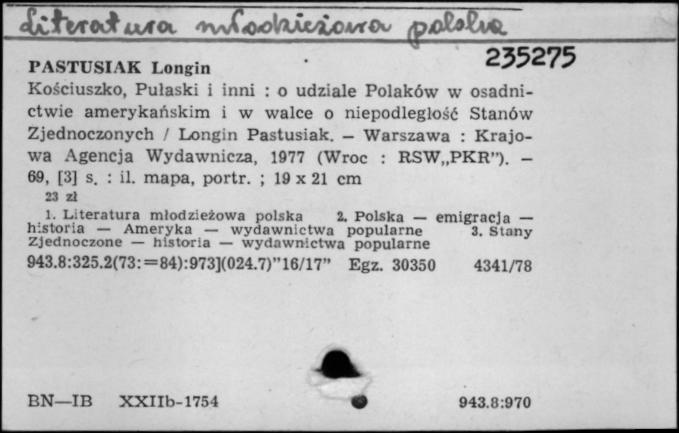 Literatura młodzieżowa polska
235275
PASTUSIAK Longin
Kościuszko, Pułaski i inni : o udziale Polaków w osadni-
ctwie amerykańskim i w walce o niepodległość Stanów
Zjednoczonych / Longin Pastusiak. — Warszawa : Krajo-
wa Agencja Wydawnicza, 1977 (Wroc : RSW„PKR”). —
69, [3] s. : il. mapa, portr. ; 19 x 21 cm
23 zł
1. Literatura młodzieżowa polska 2. Polska — emigracja —
historia — Ameryka — wydawnictwa popularne 3. Stany
Zjednoczone — historia — wydawnictwa popularne
943.8:325.2(73:=84):973](024.7)”16/17” Egz. 30350 4341/78
BN—IB XXIIb-1754 943.8:970